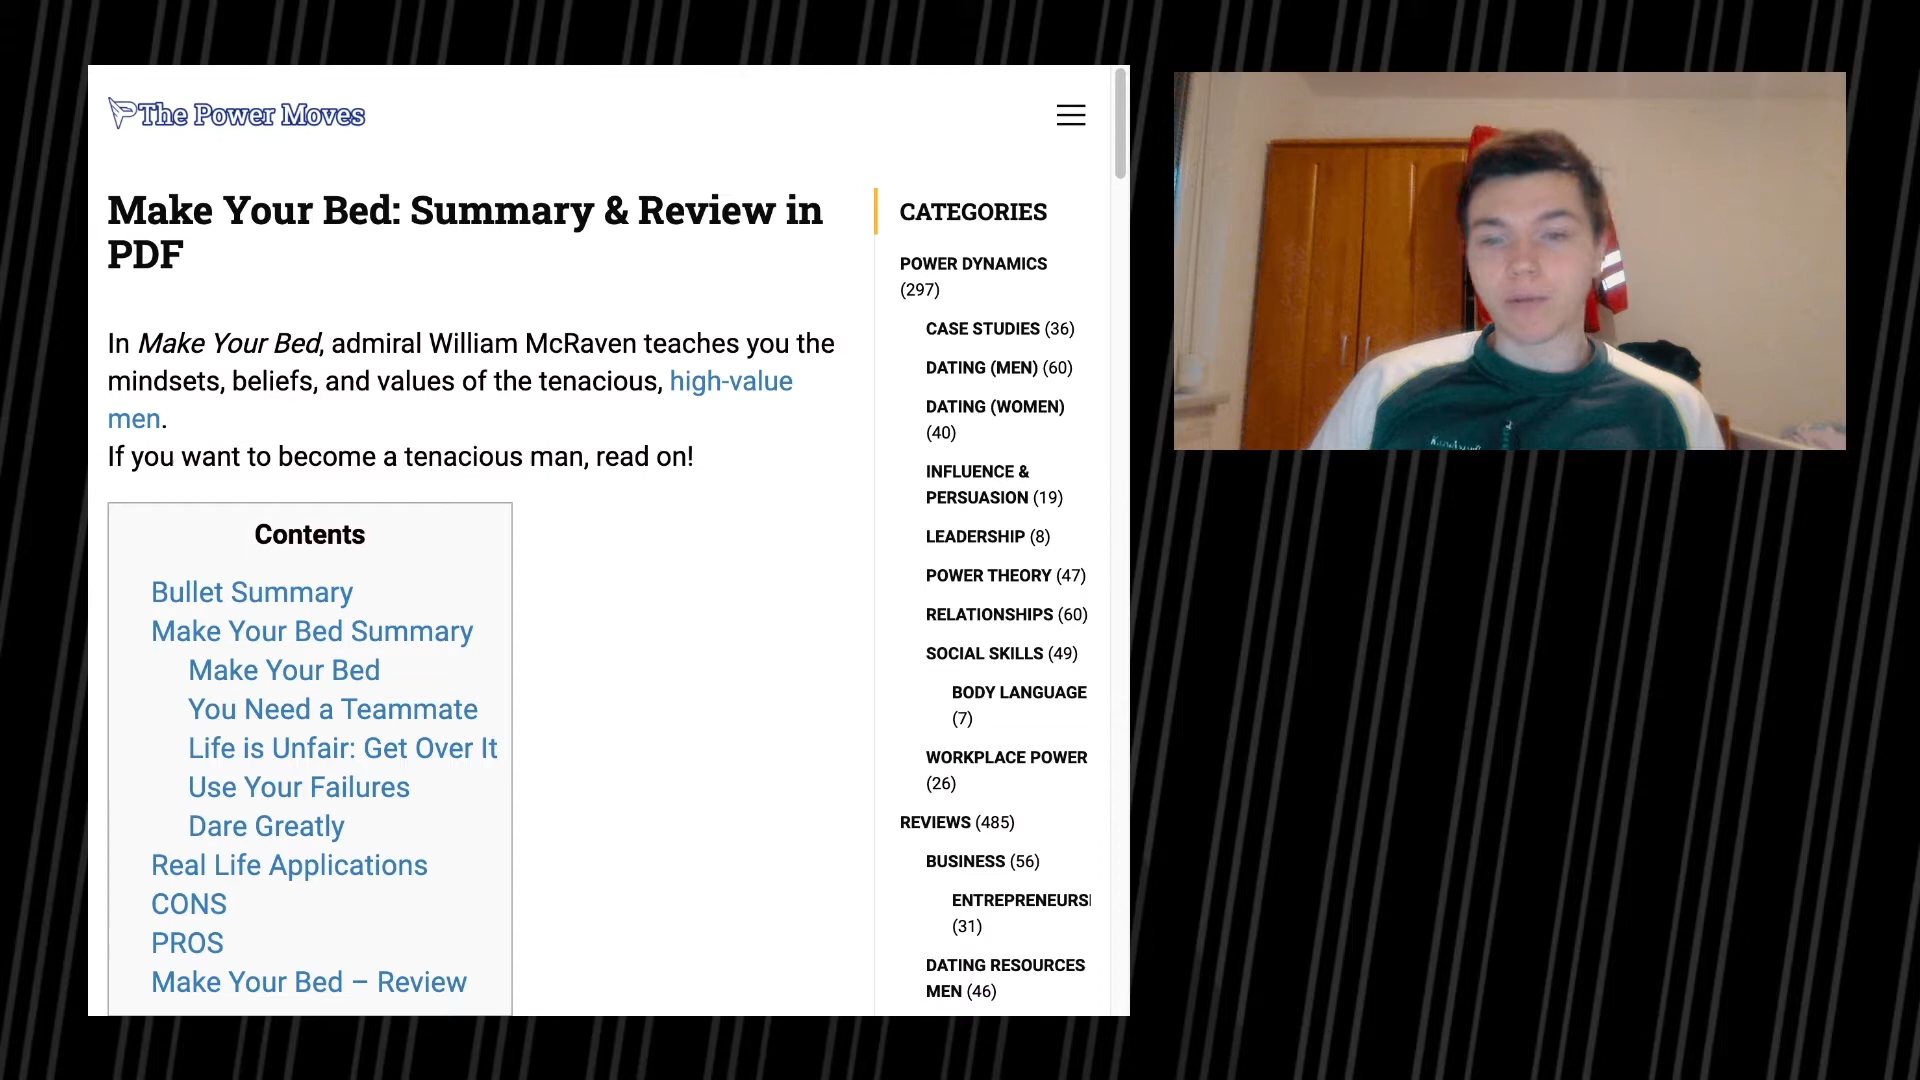 The Power Moves
Make Your Bed: Summary & Review in
PDF
In Make Your Bed, admiral William McRaven teaches you the
mindsets, beliefs, and values of the tenacious, high-value
men.
If you want to become a tenacious man, read on!
Contents
Bullet Summary
Make Your Bed Summary
Make Your Bed
You Need a Teammate
Life is Unfair: Get Over It
Use Your Failures
Dare Greatly
Real Life Applications
CONS
PROS
Make Your Bed – Review
CATEGORIES
POWER DYNAMICS
(297)
CASE STUDIES (36)
DATING (MEN) (60)
DATING (WOMEN)
(40)
INFLUENCE &
PERSUASION (19)
LEADERSHIP (8)
POWER THEORY (47)
RELATIONSHIPS (60)
SOCIAL SKILLS (49)
BODY LANGUAGE
(7)
WORKPLACE POWER
(26)
REVIEWS (485)
BUSINESS (56)
ENTREPRENEURS
(31)
DATING RESOURCES
MEN (46)